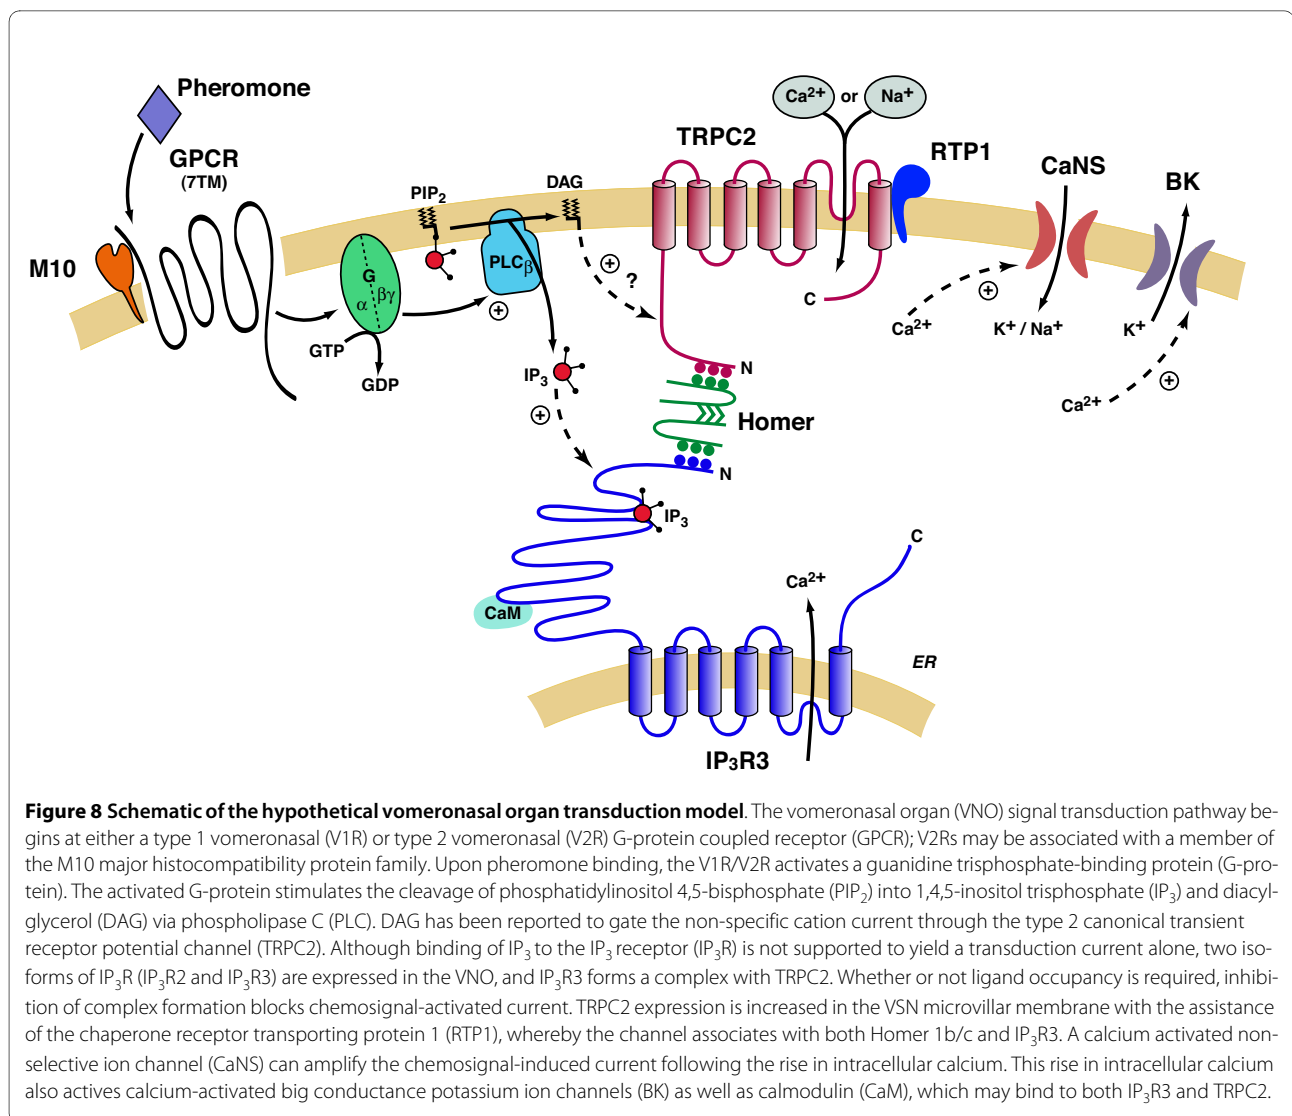 Pheromone
GPCR
(7TM)
M10
G
α
βγ
GTP
GDP
PIP2
PLCβ
+
DAG
+
?
IP3
+
TRPC2
Ca2+ or Na+
RTP1
C
N
Homer
N
IP3
CaM
CaNS
+
Ca2+
K+ / Na+
BK
K+
+
Ca2+
C
Ca2+
ER
IP3R3
Figure 8 Schematic of the hypothetical vomeronasal organ transduction model. The vomeronasal organ (VNO) signal transduction pathway be-
gins at either a type 1 vomeronasal (V1R) or type 2 vomeronasal (V2R) G-protein coupled receptor (GPCR); V2Rs may be associated with a member of
the M10 major histocompatibility protein family. Upon pheromone binding, the V1R/V2R activates a guanidine trisphosphate-binding protein (G-pro-
tein). The activated G-protein stimulates the cleavage of phosphatidylinositol 4,5-bisphosphate (PIP2) into 1,4,5-inositol trisphosphate (IP3) and diacyl-
glycerol (DAG) via phospholipase C (PLC). DAG has been reported to gate the non-specific cation current through the type 2 canonical transient
receptor potential channel (TRPC2). Although binding of IP3 to the IP3 receptor (IP3R) is not supported to yield a transduction current alone, two iso-
forms of IP3R (IP3R2 and IP3R3) are expressed in the VNO, and IP3R3 forms a complex with TRPC2. Whether or not ligand occupancy is required, inhibi-
tion of complex formation blocks chemosignal-activated current. TRPC2 expression is increased in the VSN microvillar membrane with the assistance
of the chaperone receptor transporting protein 1 (RTP1), whereby the channel associates with both Homer 1b/c and IP3R3. A calcium activated non-
selective ion channel (CaNS) can amplify the chemosignal-induced current following the rise in intracellular calcium. This rise in intracellular calcium
also actives calcium-activated big conductance potassium ion channels (BK) as well as calmodulin (CaM), which may bind to both IP3R3 and TRPC2.